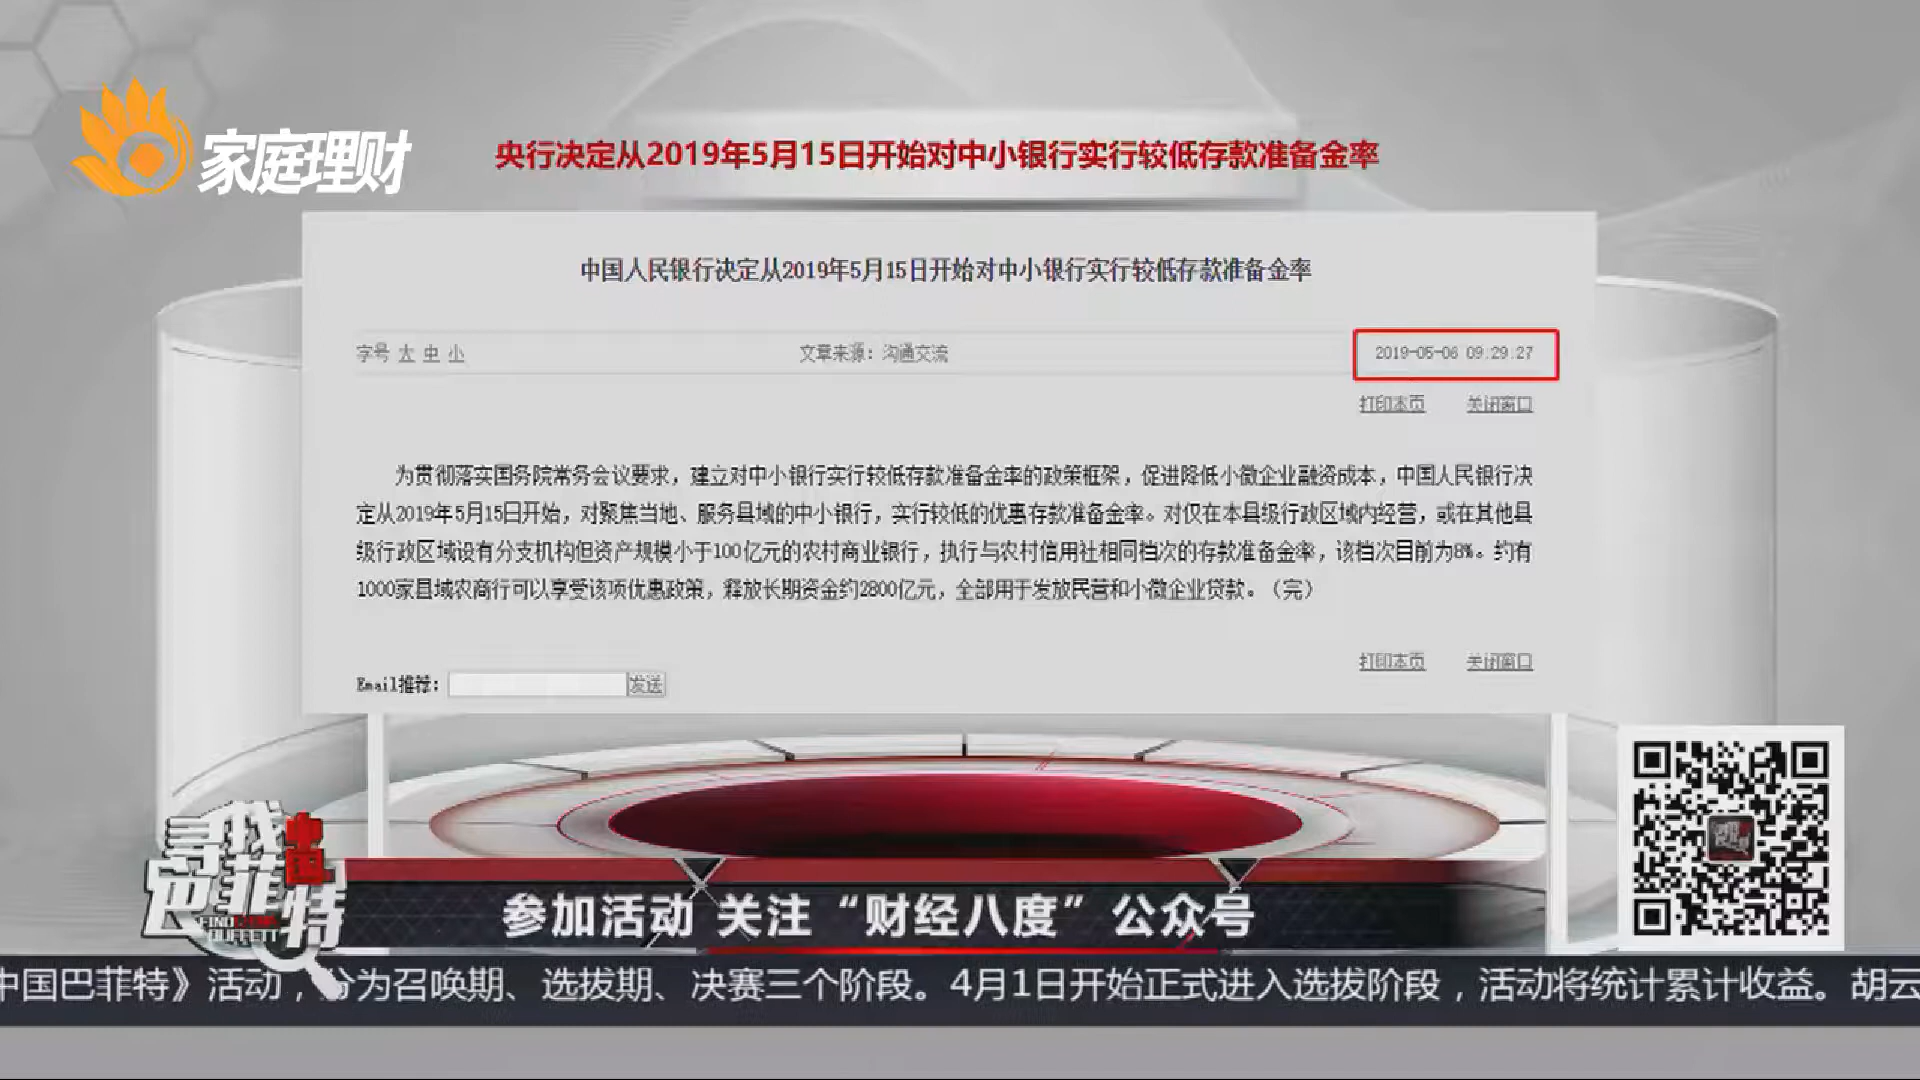 家庭理财
央行决定从2019年5月15日开始对中小银行实行较低存款准备金率
中国人民银行决定从2019年5月15日开始对中小银行实行较低存款准备金率
字号 大 中 小
文章来源：沟通交流
2019-05-06 09:29:27
打印本页 关闭窗口
为贯彻落实国务院常务会议要求，建立对中小银行实行较低存款准备金率的政策框架，促进降低小微企业融资成本，中国人民银行决
定从2019年5月15日开始，对聚焦当地、服务县域的中小银行，实行较低的优惠存款准备金率。对仅在本县级行政区域内经营，或在其他县
级行政区域设有分支机构但资产规模小于100亿元的农村商业银行，执行与农村信用社相同档次的存款准备金率，该档次目前为8%。约有
1000家县域农商行可以享受该项优惠政策，释放长期资金约2800亿元，全部用于发放民营和小微企业贷款。（完）
打印本页 关闭窗口
Email推荐： 发送
寻找中国
巴菲特
BUFFETT
参加活动 关注“财经八度”公众号
中国巴菲特》活动，分为召唤期、选拔期、决赛三个阶段。4月1日开始正式进入选拔阶段，活动将统计累计收益。胡云